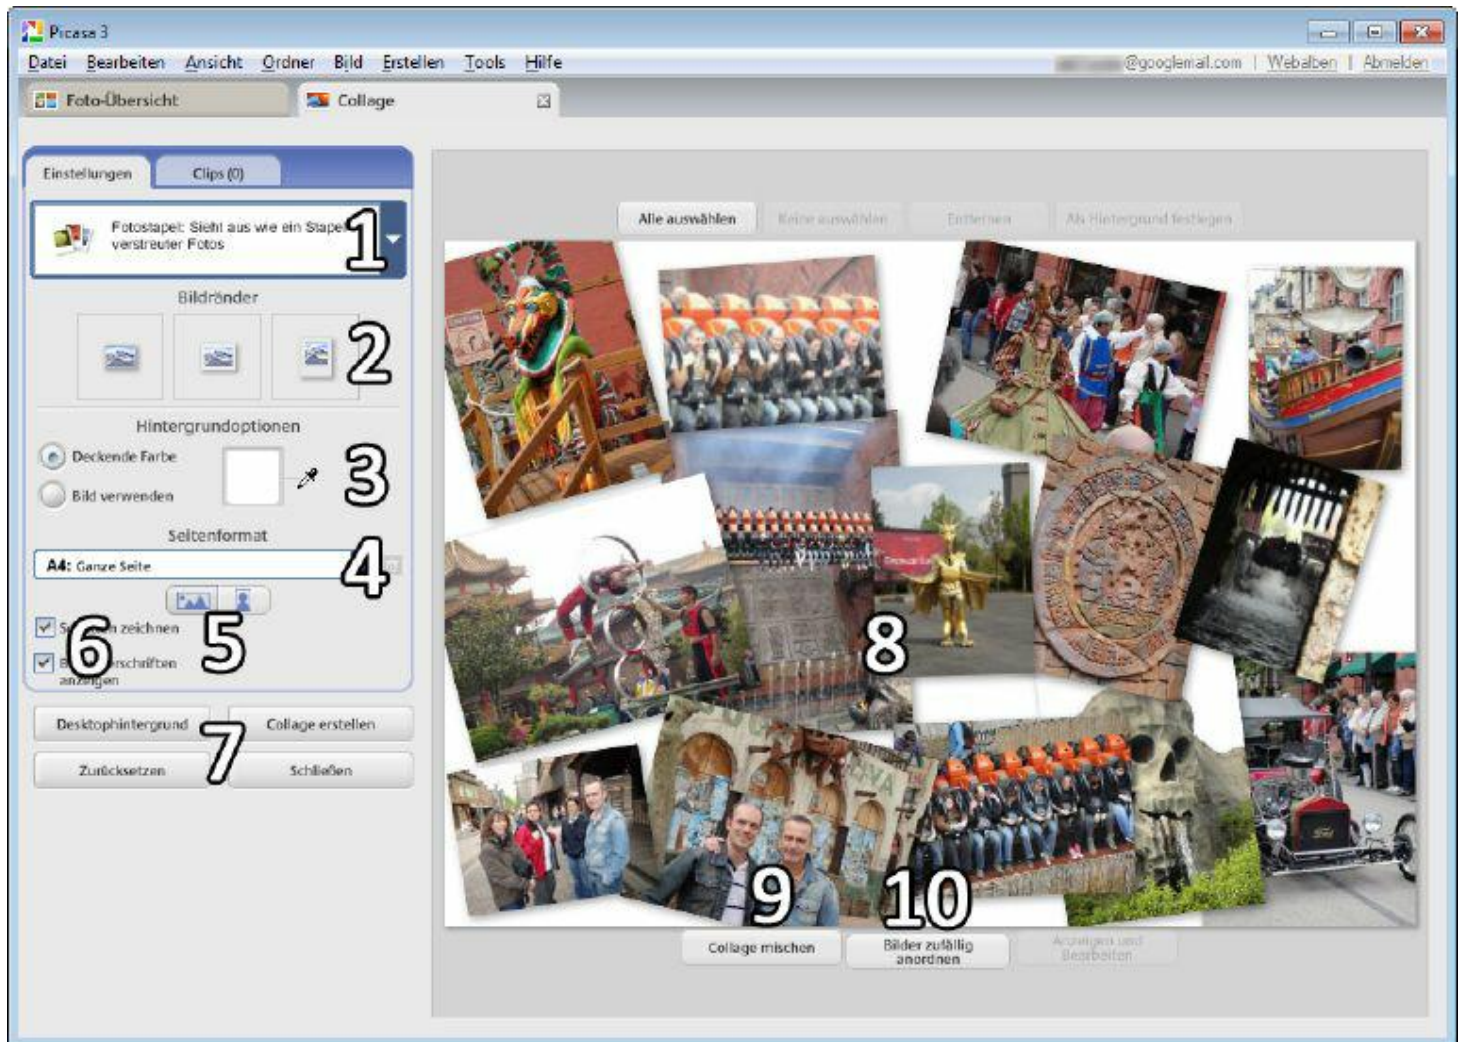 Picasa 3
Datei Bearbeiten Ansicht Ordner Bild Erstellen Tools Hilfe
@googlemail.com | Webalben | Abmelden
Foto-Übersicht
Collage
Einstellungen
Clips (0)
Fotostapel: Sieht aus wie ein Stapel
verstreuter Fotos
1
Bildränder
2
Hintergrundoptionen
Deckende Farbe
Bild verwenden
3
Seitenformat
A4: Ganze Seite
4
5
zeichnen
6
anzeigen
Desktophintergrund
Collage erstellen
7
Zurücksetzen
Schließen
Alle auswählen
Keine auswählen
Entfernen
Als Hintergrund festlegen
8
9
10
Collage mischen
Bilder zufällig
anordnen
Anzeigen und
Bearbeiten